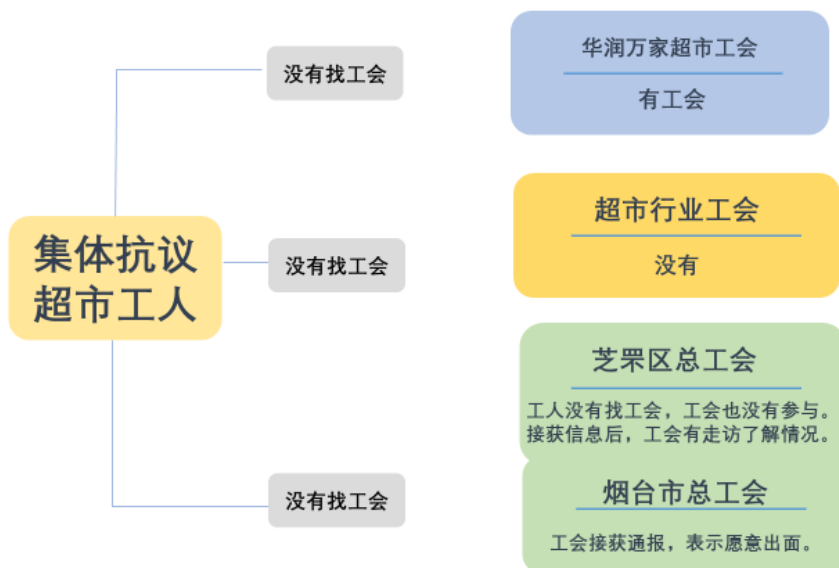 没有找工会
华润万家超市工会
有工会
集体抗议
超市工人
没有找工会
超市行业工会
没有
芝罘区总工会
工人没有找工会，工会也没有参与。
接获信息后，工会有走访了解情况。
没有找工会
烟台市总工会
工会接获通报，表示愿意出面。